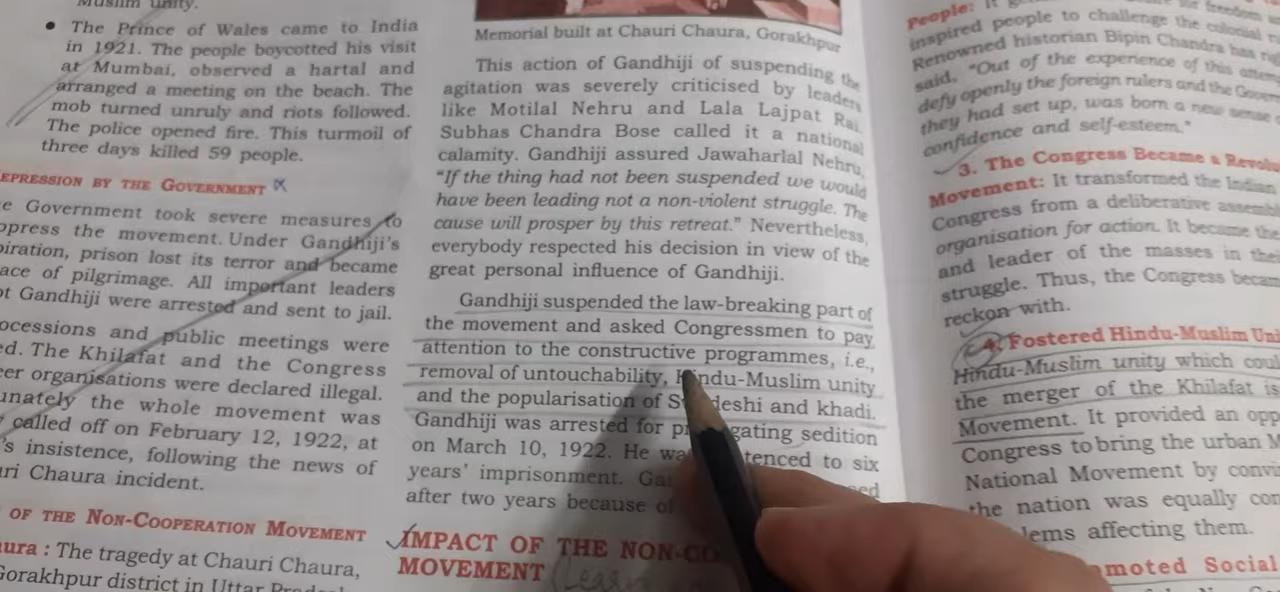 Muslim unity.
• The Prince of Wales came to India
in 1921. The people boycotted his visit
at Mumbai, observed a hartal and
arranged a meeting on the beach. The
mob turned unruly and riots followed.
The police opened fire. This turmoil of
three days killed 59 people.
EPRESSION BY THE GOVERNMENT
e Government took severe measures to
ppress the movement. Under Gandhiji's
piration, prison lost its terror and became
ace of pilgrimage. All important leaders
pt Gandhiji were arrested and sent to jail.
ocessions and public meetings were
ed. The Khilafat and the Congress
eer organisations were declared illegal.
unately the whole movement was
called off on February 12, 1922, at
's insistence, following the news of
uri Chaura incident.
OF THE NON-COOPERATION MOVEMENT
aura : The tragedy at Chauri Chaura,
Gorakhpur district in Uttar
Memorial built at Chauri Chaura, Gorakhpur
This action of Gandhiji of suspending the
agitation was severely criticised by leaders
like Motilal Nehru and Lala Lajpat Rai.
Subhas Chandra Bose called it a national
calamity. Gandhiji assured Jawaharlal Nehru,
"If the thing had not been suspended we would
have been leading not a non-violent struggle. The
cause will prosper by this retreat." Nevertheless,
everybody respected his decision in view of the
great personal influence of Gandhiji.
Gandhiji suspended the law-breaking part of
the movement and asked Congressmen to pay
attention to the constructive programmes, i.e.,
removal of untouchability, Hindu-Muslim unity
and the popularisation of Swadeshi and khadi.
Gandhiji was arrested for gating sedition
on March 10, 1922. He was tenced to six
years' imprisonment.
after two years because of
IMPACT OF THE NON-CO
MOVEMENT
People:
inspired people to challenge the colonial
Renowned historian Bipin Chandra has
said, "Out of the experience of this
defy openly the foreign rulers and the
they had set up, was born a new sense
confidence and self-esteem."
3. The Congress Became a Revolu
Movement: It transformed the Indian
Congress from a deliberative assemb
organisation for action. It became the
and leader of the masses in thei
struggle. Thus, the Congress becam
reckon with.
4. Fostered Hindu-Muslim Uni
Hindu-Muslim unity which coul
the merger of the Khilafat is
Movement. It provided an opp
Congress to bring the urban M
National Movement by convi
the nation was equally con
lems affecting them.
moted Social